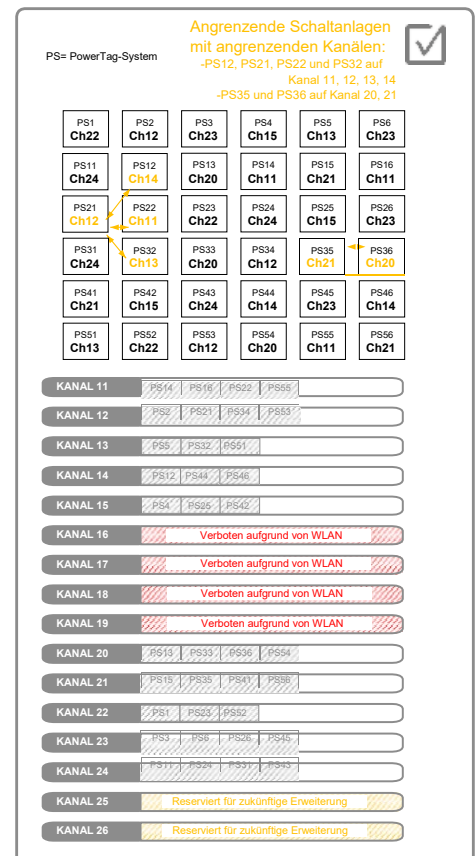 Angrenzende Schaltanlagen
mit angrenzenden Kanälen:
PS= PowerTag-System
-PS12, PS21, PS22 und PS32 auf
Kanal 11, 12, 13, 14
-PS35 und PS36 auf Kanal 20, 21
PS1 PS2 PS3 PS4 PS5 PS6
Ch22 Ch12 Ch23 Ch15 Ch13 Ch23
PS11 PS12 PS13 PS14 PS15 PS16
Ch24 Ch14 Ch20 Ch11 Ch21 Ch11
PS21 PS22 PS23 PS24 PS25 PS26
Ch12 Ch11 Ch22 Ch24 Ch15 Ch23
PS31 PS32 PS33 PS34 PS35 PS36
Ch24 Ch13 Ch20 Ch12 Ch21 Ch20
PS41 PS42 PS43 PS44 PS45 PS46
Ch21 Ch15 Ch24 Ch14 Ch23 Ch14
PS51 PS52 PS53 PS54 PS55 PS56
Ch13 Ch22 Ch12 Ch20 Ch11 Ch21
KANAL 11 PS14 PS16 PS22 PS55
KANAL 12 PS2 PS21 PS34 PS53
KANAL 13 PS5 PS32 PS51
KANAL 14 PS12 PS44 PS46
KANAL 15 PS4 PS25 PS42
KANAL 16 Verboten aufgrund von WLAN
KANAL 17 Verboten aufgrund von WLAN
KANAL 18 Verboten aufgrund von WLAN
KANAL 19 Verboten aufgrund von WLAN
KANAL 20 PS13 PS33 PS36 PS54
KANAL 21 PS15 PS35 PS41 PS56
KANAL 22 PS1 PS23 PS52
KANAL 23 PS3 PS6 PS26 PS45
KANAL 24 PS11 PS24 PS31 PS43
KANAL 25 Reserviert für zukünftige Erweiterung
KANAL 26 Reserviert für zukünftige Erweiterung